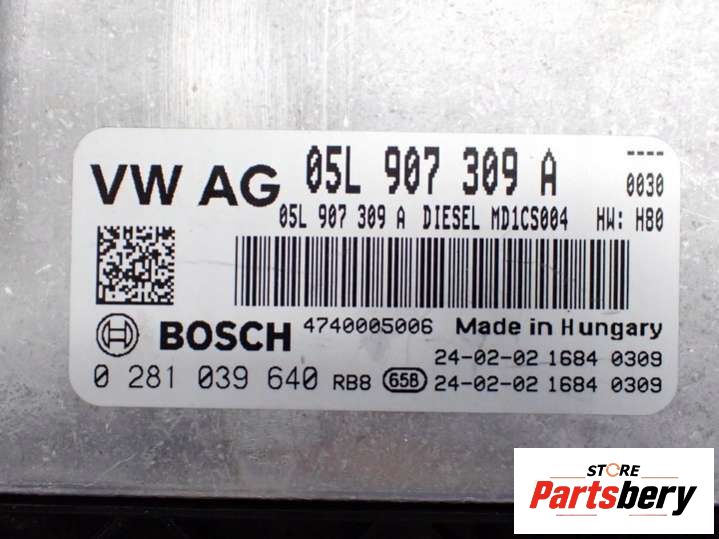 VW AG 05L 907 309 A ----
0030
05L 907 309 A DIESEL MD1CS004 HW: H80
BOSCH 4740005006 Made in Hungary
24-02-02 1684 0309
0 281 039 640 RB8 65B 24-02-02 1684 0309
STORE
Partsbery